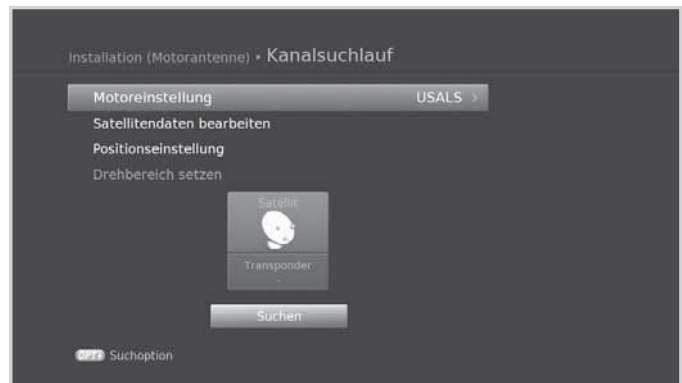 Installation (Motorantenne) • Kanalsuchlauf
Motoreinstellung USALS >
Satellitendaten bearbeiten
Positionseinstellung
Drehbereich setzen
Satellit
Transponder
-
Suchen
OPT+ Suchoption